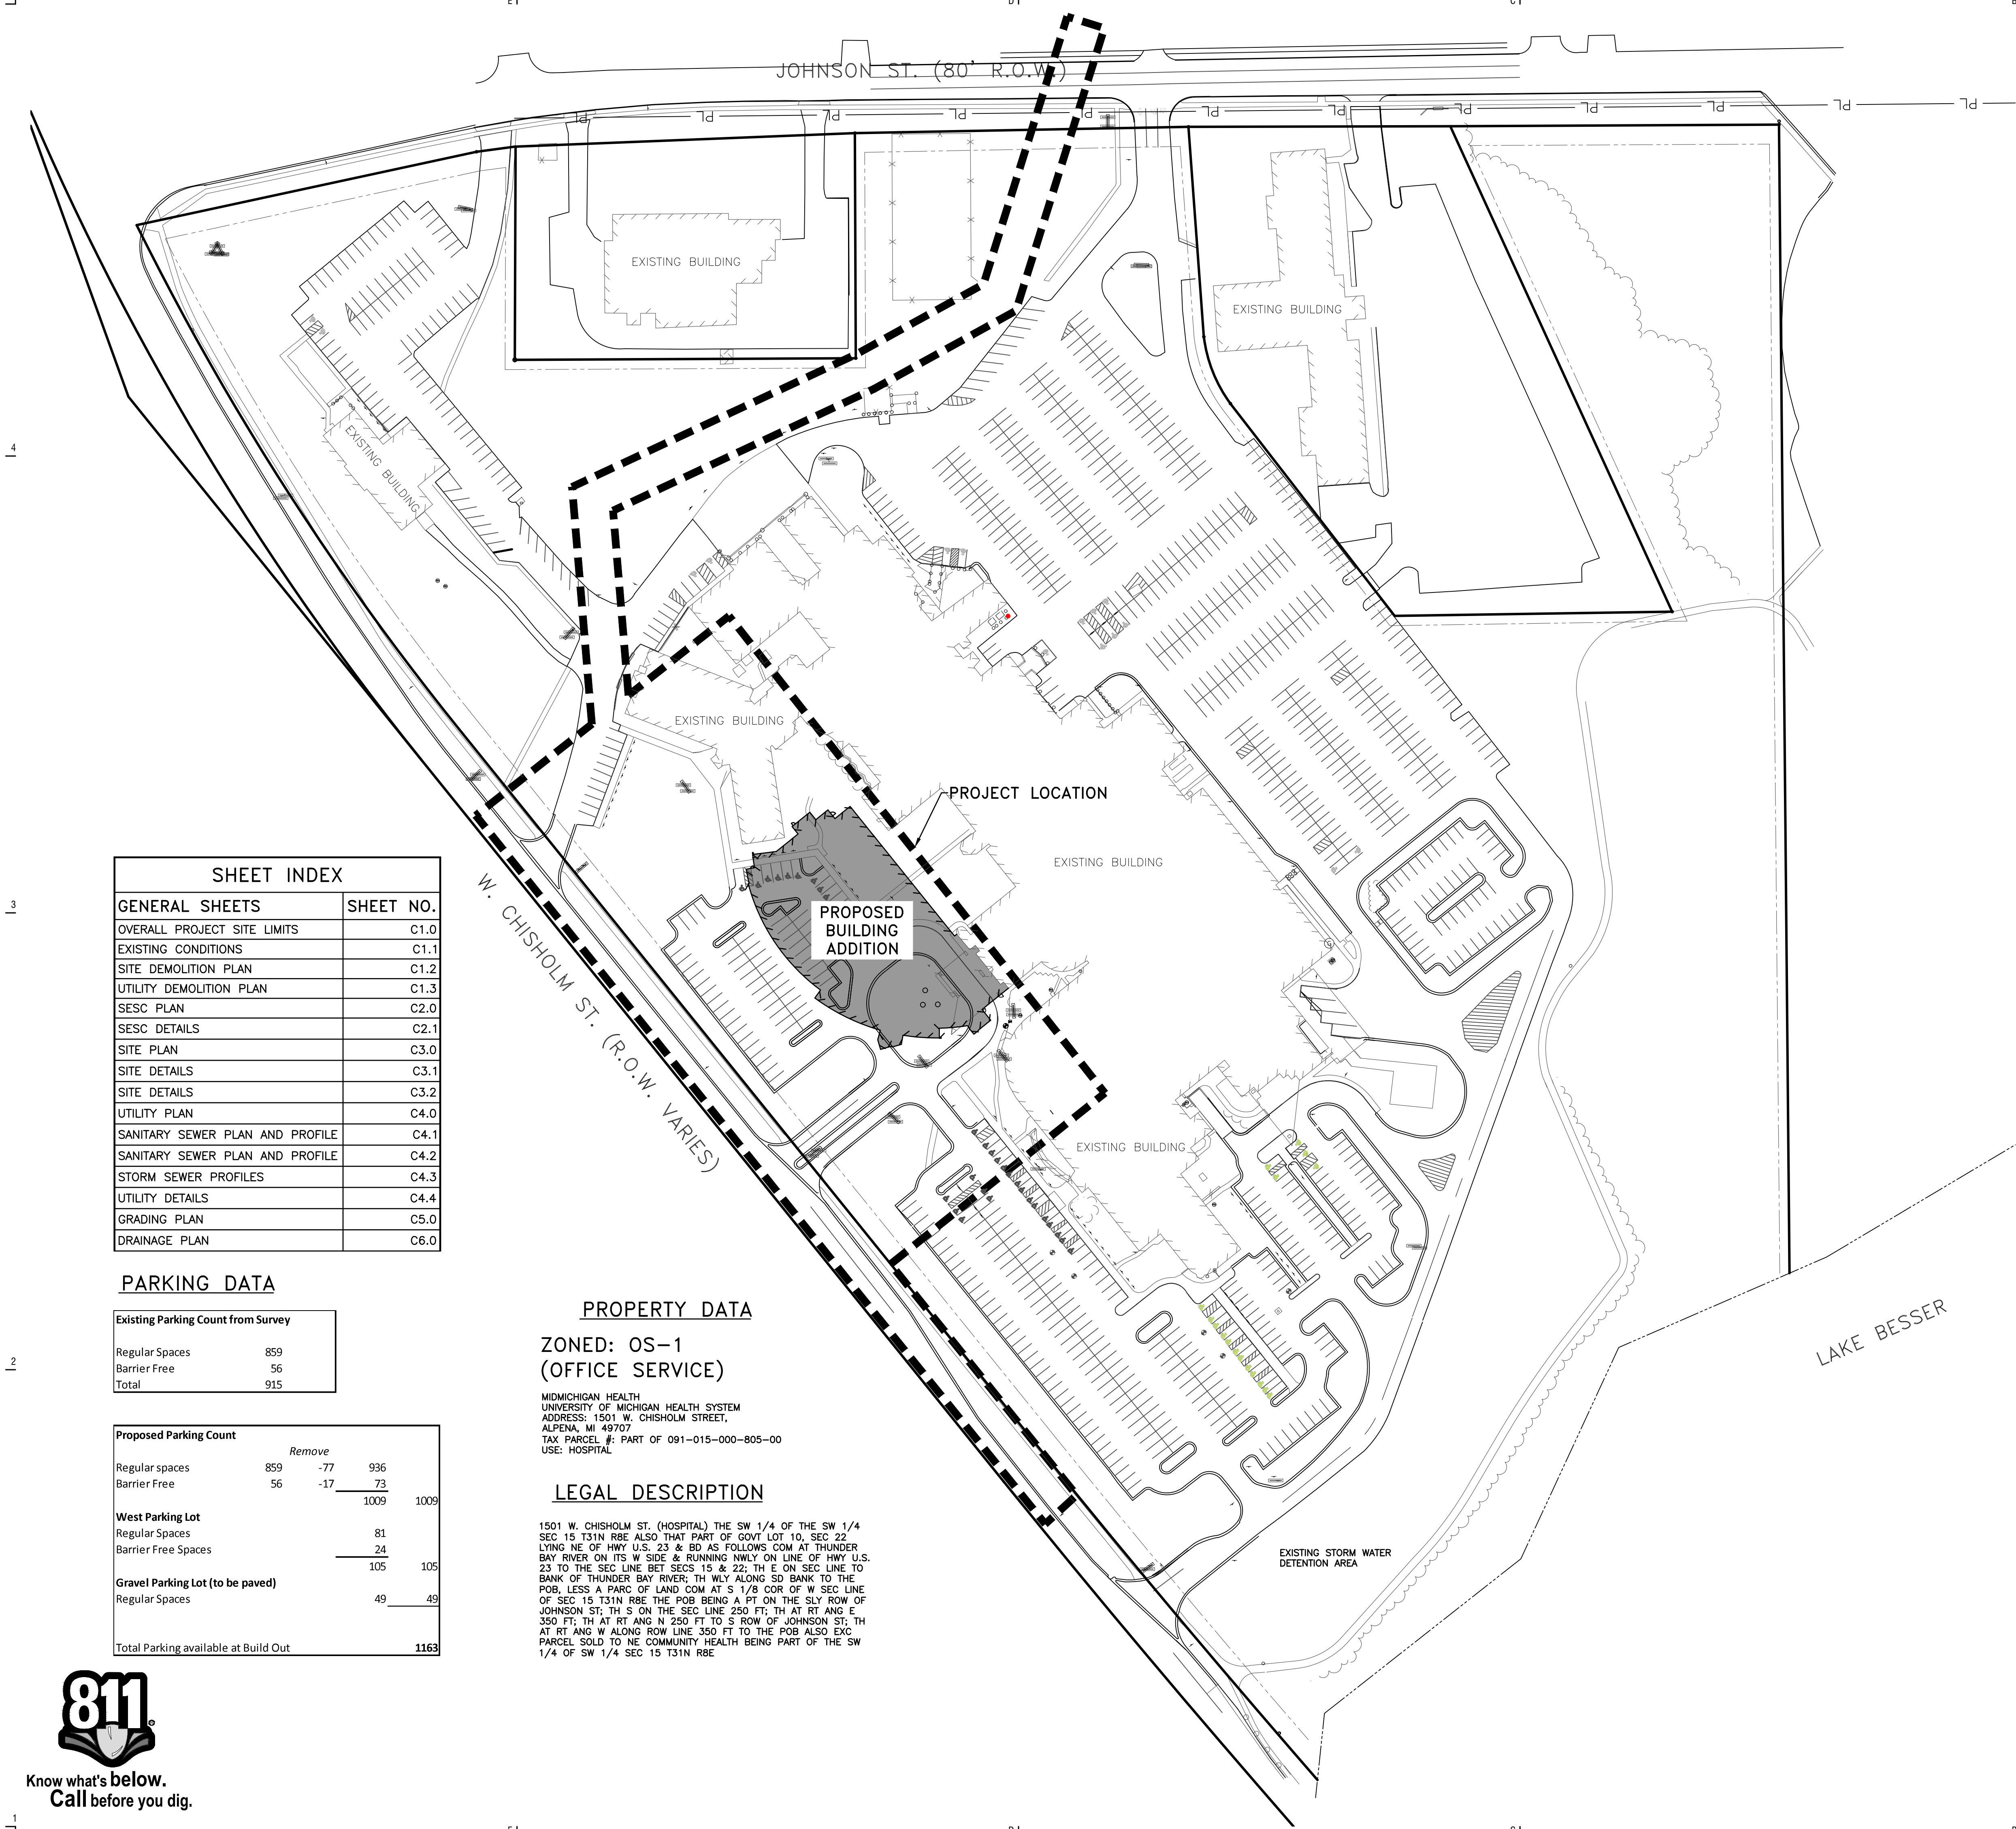 E
D
C
B
JOHNSON ST. (80' R.O.W.)
PL PL PL PL PL PL PL PL PL PL PL PL
EXISTING BUILDING
EXISTING BUILDING
EXISTING BUILDING
4
EXISTING BUILDING
PROJECT LOCATION
EXISTING BUILDING
3
PROPOSED
BUILDING
ADDITION
W. CHISHOLM ST. (R.O.W. VARIES)
EXISTING BUILDING
LAKE BESSER
EXISTING STORM WATER
DETENTION AREA
SHEET INDEX
GENERAL SHEETS SHEET NO.
OVERALL PROJECT SITE LIMITS C1.0
EXISTING CONDITIONS C1.1
SITE DEMOLITION PLAN C1.2
UTILITY DEMOLITION PLAN C1.3
SESC PLAN C2.0
SESC DETAILS C2.1
SITE PLAN C3.0
SITE DETAILS C3.1
SITE DETAILS C3.2
UTILITY PLAN C4.0
SANITARY SEWER PLAN AND PROFILE C4.1
SANITARY SEWER PLAN AND PROFILE C4.2
STORM SEWER PROFILES C4.3
UTILITY DETAILS C4.4
GRADING PLAN C5.0
DRAINAGE PLAN C6.0
PARKING DATA
Existing Parking Count from Survey
Regular Spaces 859
Barrier Free 56
Total 915
2
Proposed Parking Count
Remove
Regular spaces 859 -77 936
Barrier Free 56 -17 73
1009 1009
West Parking Lot
Regular Spaces 81
Barrier Free Spaces 24
105 105
Gravel Parking Lot (to be paved)
Regular Spaces 49 49
Total Parking available at Build Out 1163
PROPERTY DATA
ZONED: OS-1
(OFFICE SERVICE)
MIDMICHIGAN HEALTH
UNIVERSITY OF MICHIGAN HEALTH SYSTEM
ADDRESS: 1501 W. CHISHOLM STREET,
ALPENA, MI 49707
TAX PARCEL #: PART OF 091-015-000-805-00
USE: HOSPITAL
LEGAL DESCRIPTION
1501 W. CHISHOLM ST. (HOSPITAL) THE SW 1/4 OF THE SW 1/4
SEC 15 T31N R8E ALSO THAT PART OF GOVT LOT 10, SEC 22
LYING NE OF HWY U.S. 23 & BD AS FOLLOWS COM AT THUNDER
BAY RIVER ON ITS W SIDE & RUNNING NWLY ON LINE OF HWY U.S.
23 TO THE SEC LINE BET SECS 15 & 22; TH E ON SEC LINE TO
BANK OF THUNDER BAY RIVER; TH WLY ALONG SD BANK TO THE
POB, LESS A PARC OF LAND COM AT S 1/8 COR OF W SEC LINE
OF SEC 15 T31N R8E THE POB BEING A PT ON THE SLY ROW OF
JOHNSON ST; TH S ON THE SEC LINE 250 FT; TH AT RT ANG E
350 FT; TH AT RT ANG N 250 FT TO S ROW OF JOHNSON ST; TH
AT RT ANG W ALONG ROW LINE 350 FT TO THE POB ALSO EXC
PARCEL SOLD TO NE COMMUNITY HEALTH BEING PART OF THE SW
1/4 OF SW 1/4 SEC 15 T31N R8E
811
Know what's below.
Call before you dig.
1
E
D
C
B